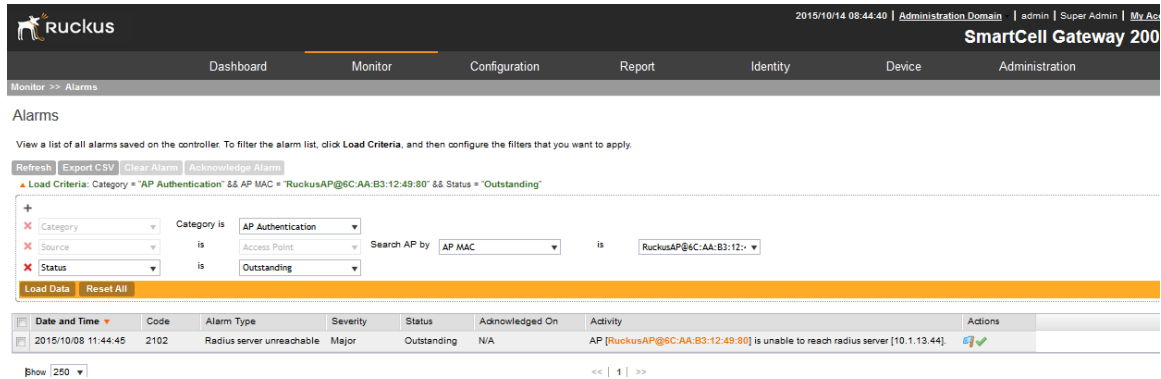 2015/10/14 08:44:40 | Administration Domain | admin | Super Admin | My Acc
Ruckus
SmartCell Gateway 200
Dashboard Monitor Configuration Report Identity Device Administration
Monitor >> Alarms
Alarms
View a list of all alarms saved on the controller. To filter the alarm list, click Load Criteria, and then configure the filters that you want to apply.
Refresh Export CSV Clear Alarm Acknowledge Alarm
Load Criteria: Category = "AP Authentication" && AP MAC = "RuckusAP@6C:AA:B3:12:49:80" && Status = "Outstanding"
+
Category Category is AP Authentication
Source is Access Point Search AP by AP MAC is RuckusAP@6C:AA:B3:12:
Status is Outstanding
Load Data Reset All
Date and Time Code Alarm Type Severity Status Acknowledged On Activity Actions
2015/10/08 11:44:45 2102 Radius server unreachable Major Outstanding N/A AP [RuckusAP@6C:AA:B3:12:49:80] is unable to reach radius server [10.1.13.44].
Show 250 << | 1 | >>